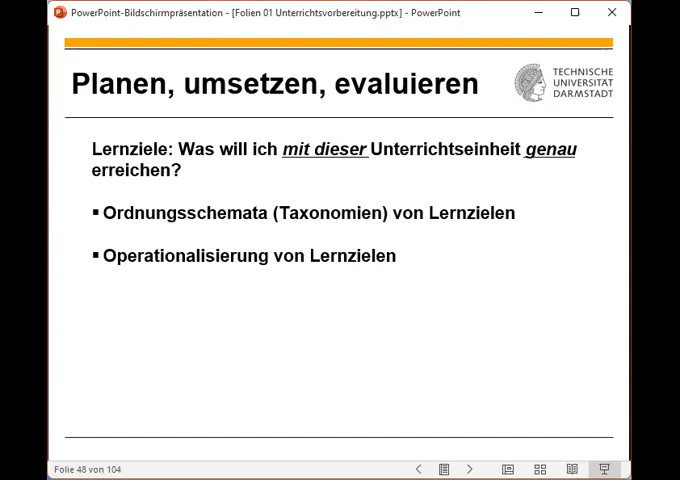 PowerPoint-Bildschirmpräsentation - [Folien 01 Unterrichtsvorbereitung.pptx] - PowerPoint
Planen, umsetzen, evaluieren
TECHNISCHE
UNIVERSITÄT
DARMSTADT
Lernziele: Was will ich mit dieser Unterrichtseinheit genau
erreichen?
▪ Ordnungsschemata (Taxonomien) von Lernzielen
▪ Operationalisierung von Lernzielen
Folie 48 von 104